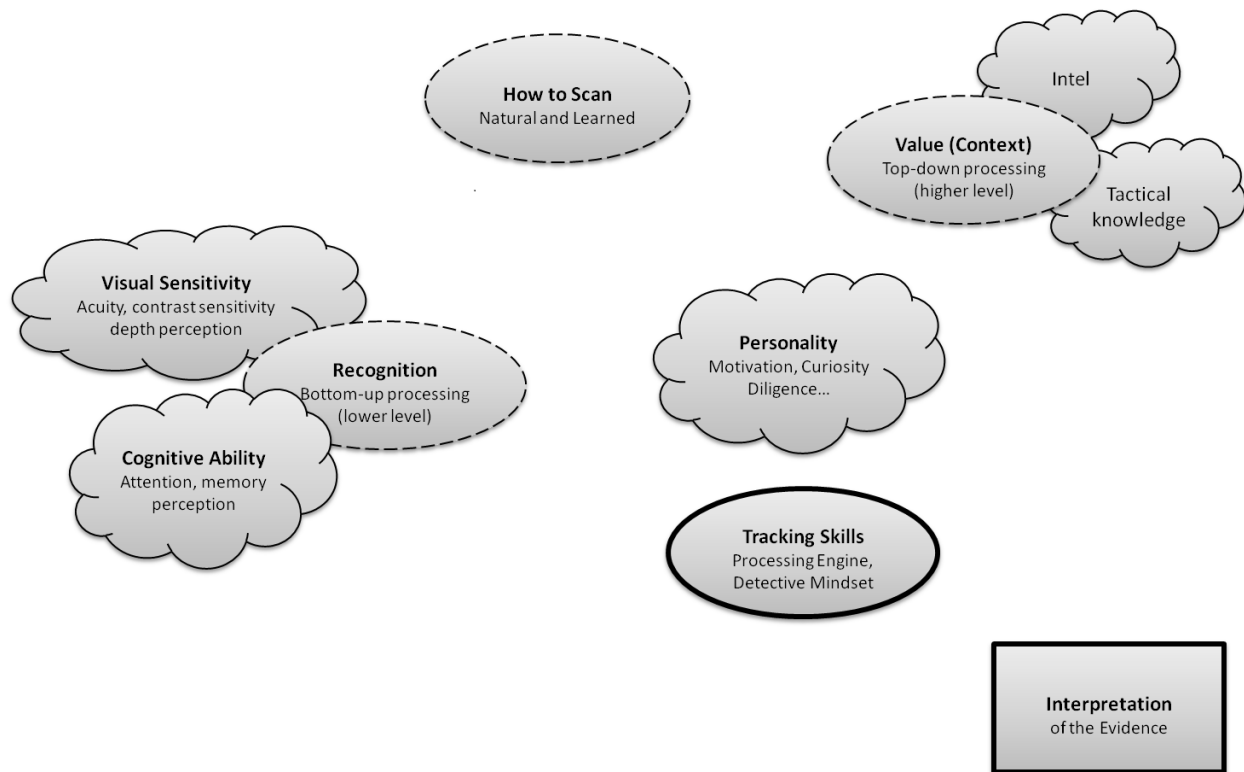 How to Scan
Natural and Learned
Intel
Value (Context)
Top-down processing
(higher level)
Tactical
knowledge
Visual Sensitivity
Acuity, contrast sensitivity
depth perception
Recognition
Bottom-up processing
(lower level)
Personality
Motivation, Curiosity
Diligence...
Cognitive Ability
Attention, memory
perception
Tracking Skills
Processing Engine,
Detective Mindset
Interpretation
of the Evidence